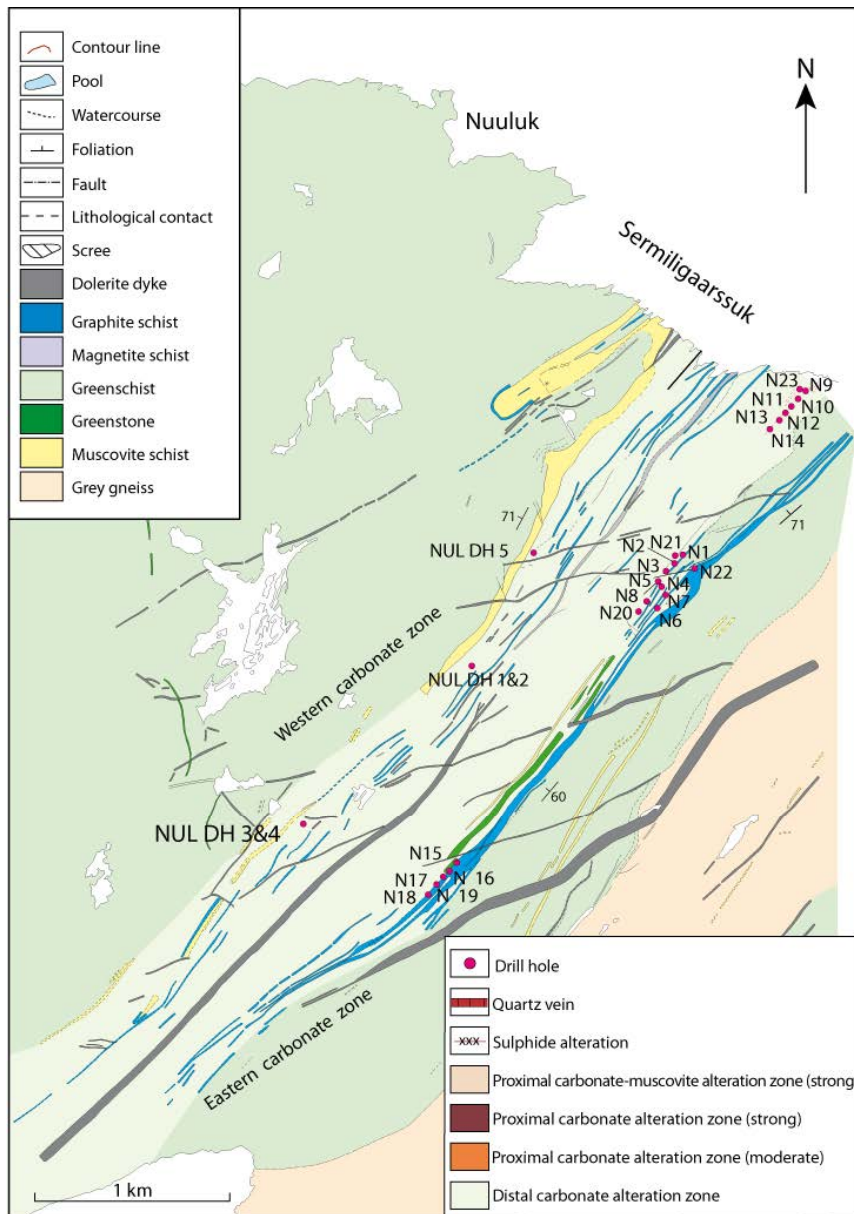 Contour line
Pool
Watercourse
Foliation
Fault
Lithological contact
Scree
Dolerite dyke
Graphite schist
Magnetite schist
Greenschist
Greenstone
Muscovite schist
Grey gneiss
Nuuluk
N
Sermiligaarssuk
N23
N9
N11
N10
N13
N12
N14
71
71
NUL DH 5
N2
N21
N1
N3
N22
N5
N4
N8
N7
N20
N6
Western carbonate zone
NUL DH 1&2
60
NUL DH 3&4
N15
N17
N 16
N18
N 19
Eastern carbonate zone
1 km
Drill hole
Quartz vein
xxx
Sulphide alteration
Proximal carbonate-muscovite alteration zone (strong
Proximal carbonate alteration zone (strong)
Proximal carbonate alteration zone (moderate)
Distal carbonate alteration zone